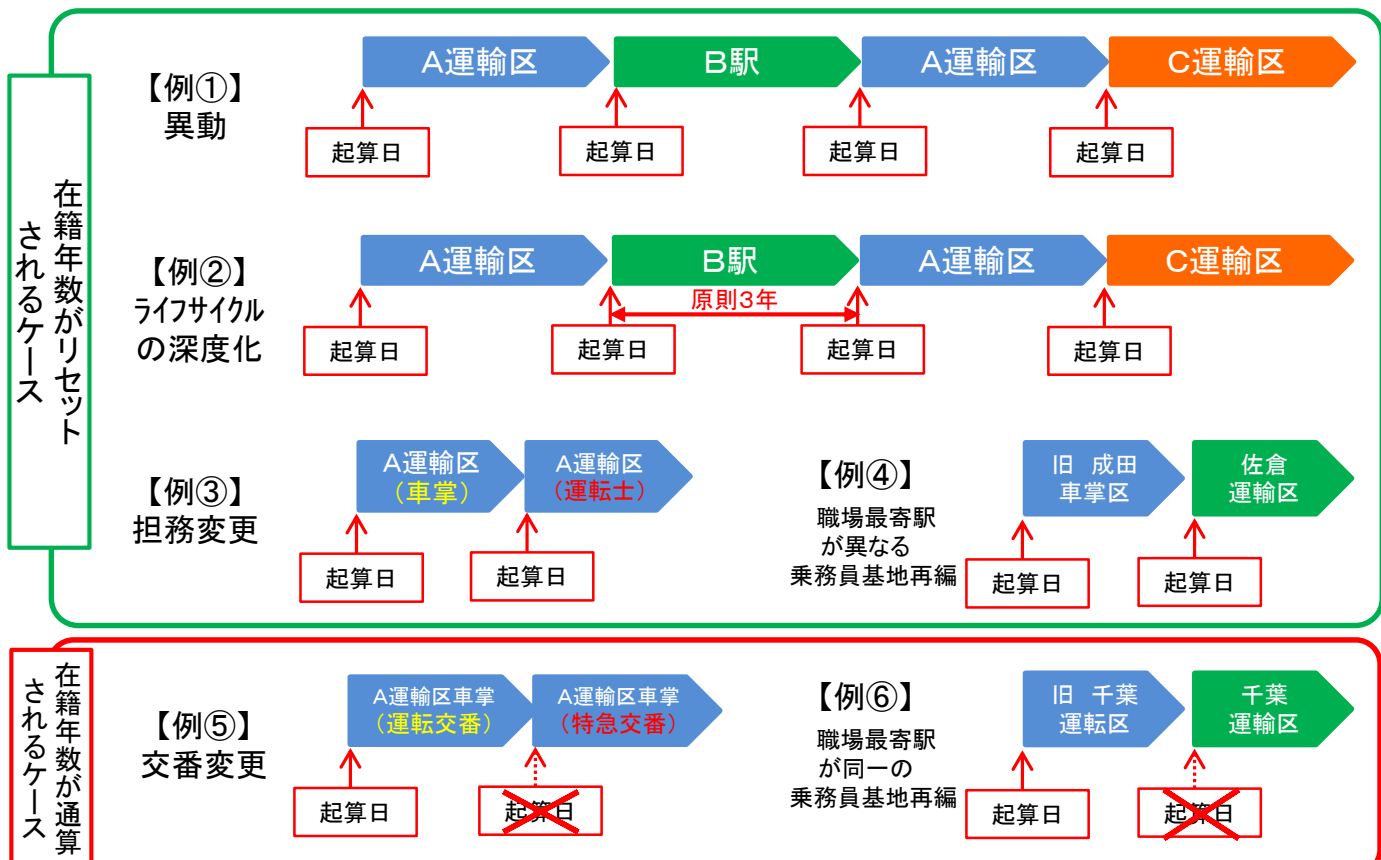 在籍年数がリセット
されるケース
【例①】
異動
A運輸区
B駅
A運輸区
C運輸区
起算日
起算日
起算日
起算日
【例②】
ﾗｲﾌｻｲｸﾙ
の深度化
A運輸区
B駅
A運輸区
C運輸区
原則3年
起算日
起算日
起算日
起算日
【例③】
担務変更
A運輸区
（車掌）
A運輸区
（運転士）
起算日
起算日
【例④】
職場最寄駅
が異なる
乗務員基地再編
旧 成田
車掌区
佐倉
運輸区
起算日
起算日
在籍年数が通算
されるケース
【例⑤】
交番変更
A運輸区車掌
（運転交番）
A運輸区車掌
（特急交番）
起算日
起算日
【例⑥】
職場最寄駅
が同一の
乗務員基地再編
旧 千葉
運転区
千葉
運輸区
起算日
起算日